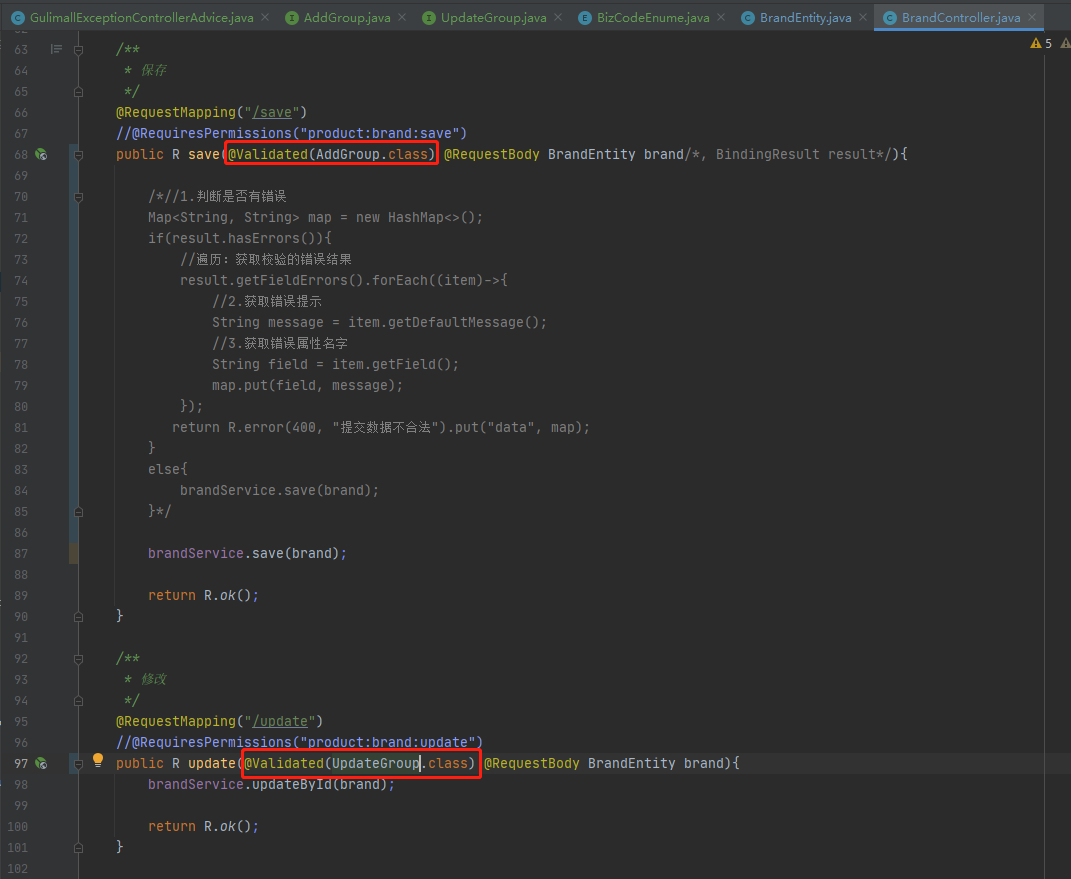 GulimallExceptionControllerAdvice.java AddGroup.java UpdateGroup.java BizCodeEnume.java BrandEntity.java BrandController.java
5
63 /**
64 * 保存
65 */
66 @RequestMapping("/save")
67 //@RequiresPermissions("product:brand:save")
68 public R save(@Validated(AddGroup.class) @RequestBody BrandEntity brand/*, BindingResult result*/){
69
70 /*//1.判断是否有错误
71 Map<String, String> map = new HashMap<>();
72 if(result.hasErrors()){
73 //遍历: 获取校验的错误结果
74 result.getFieldErrors().forEach((item)->{
75 //2.获取错误提示
76 String message = item.getDefaultMessage();
77 //3.获取错误属性名字
78 String field = item.getField();
79 map.put(field, message);
80 });
81 return R.error(400, "提交数据不合法").put("data", map);
82 }
83 else{
84 brandService.save(brand);
85 }*/
86
87 brandService.save(brand);
88
89 return R.ok();
90 }
91
92 /**
93 * 修改
94 */
95 @RequestMapping("/update")
96 //@RequiresPermissions("product:brand:update")
97 public R update(@Validated(UpdateGroup.class) @RequestBody BrandEntity brand){
98 brandService.updateById(brand);
99
100 return R.ok();
101 }
102